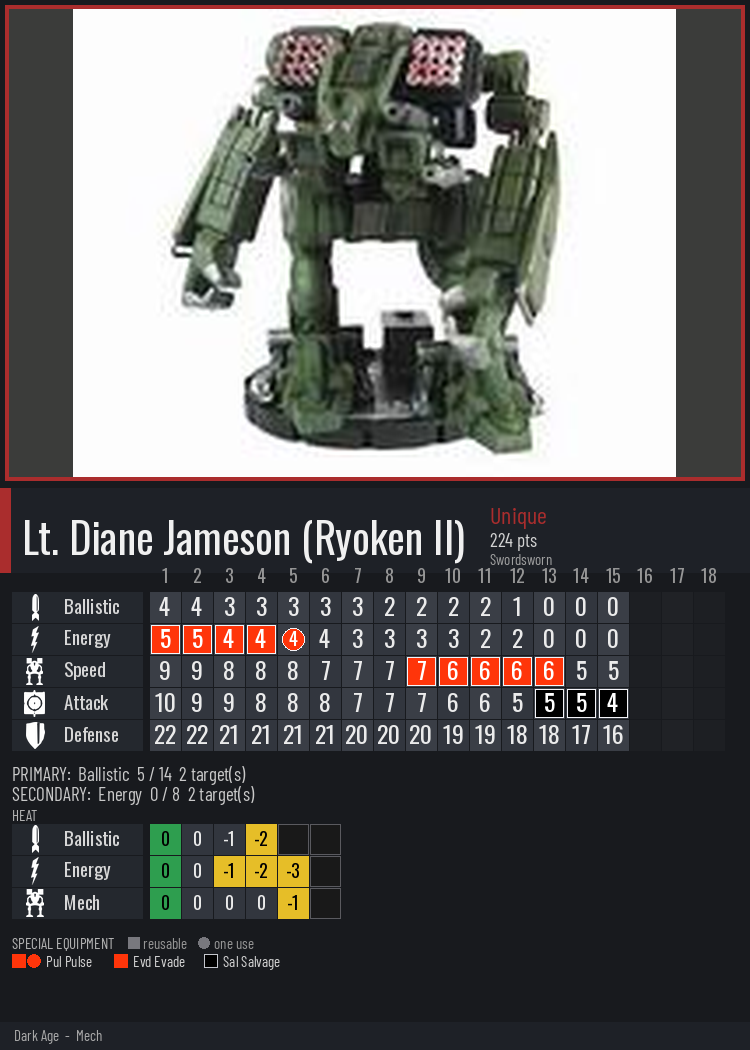 Lt. Diane Jameson (Ryoken II)
Unique
224 pts
Swordsworn
1 2 3 4 5 6 7 8 9 10 11 12 13 14 15 16 17 18
Ballistic 4 4 3 3 3 3 3 2 2 2 2 1 0 0 0
Energy 5 5 4 4 4 4 3 3 3 3 2 2 0 0 0
Speed 9 9 8 8 8 7 7 7 7 6 6 6 6 5 5
Attack 10 9 9 8 8 8 7 7 7 6 6 5 5 5 4
Defense 22 22 21 21 21 21 20 20 20 19 19 18 18 17 16
PRIMARY: Ballistic 5 / 14 2 target(s)
SECONDARY: Energy 0 / 8 2 target(s)
HEAT
Ballistic 0 0 -1 -2
Energy 0 0 -1 -2 -3
Mech 0 0 0 0 -1
SPECIAL EQUIPMENT reusable one use
Pul Pulse Evd Evade Sal Salvage
Dark Age - Mech